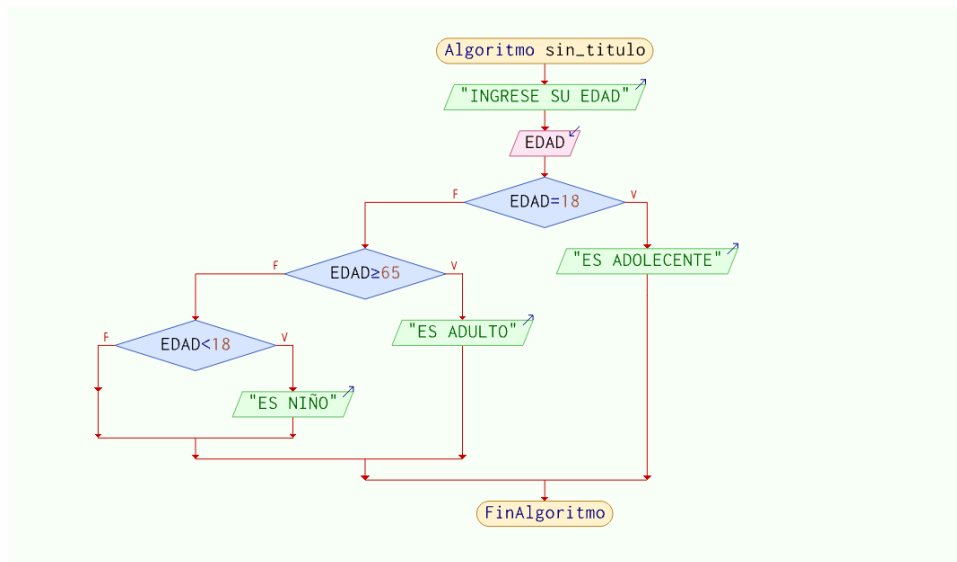 Algoritmo sin_titulo
"INGRESE SU EDAD"
EDAD
EDAD=18
F
V
"ES ADOLECENTE"
EDAD≥65
F
V
"ES ADULTO"
EDAD<18
F
V
"ES NIÑO"
FinAlgoritmo